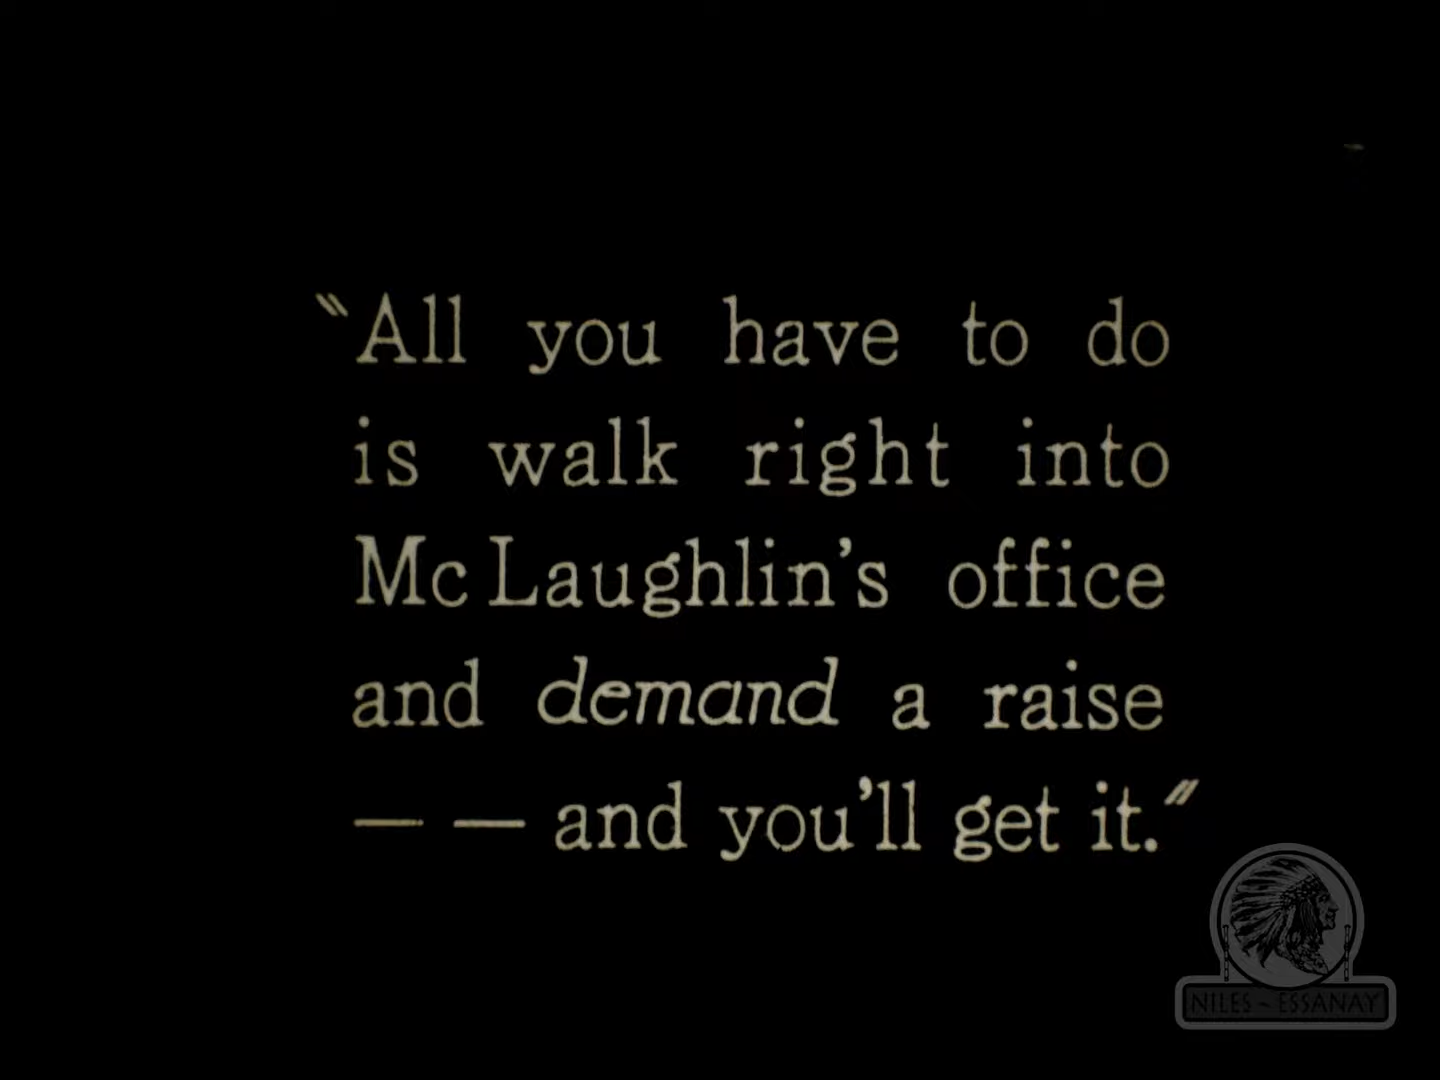 "All you have to do
is walk right into
McLaughlin's office
and demand a raise
— — and you'll get it."
NILES - ESSANAY